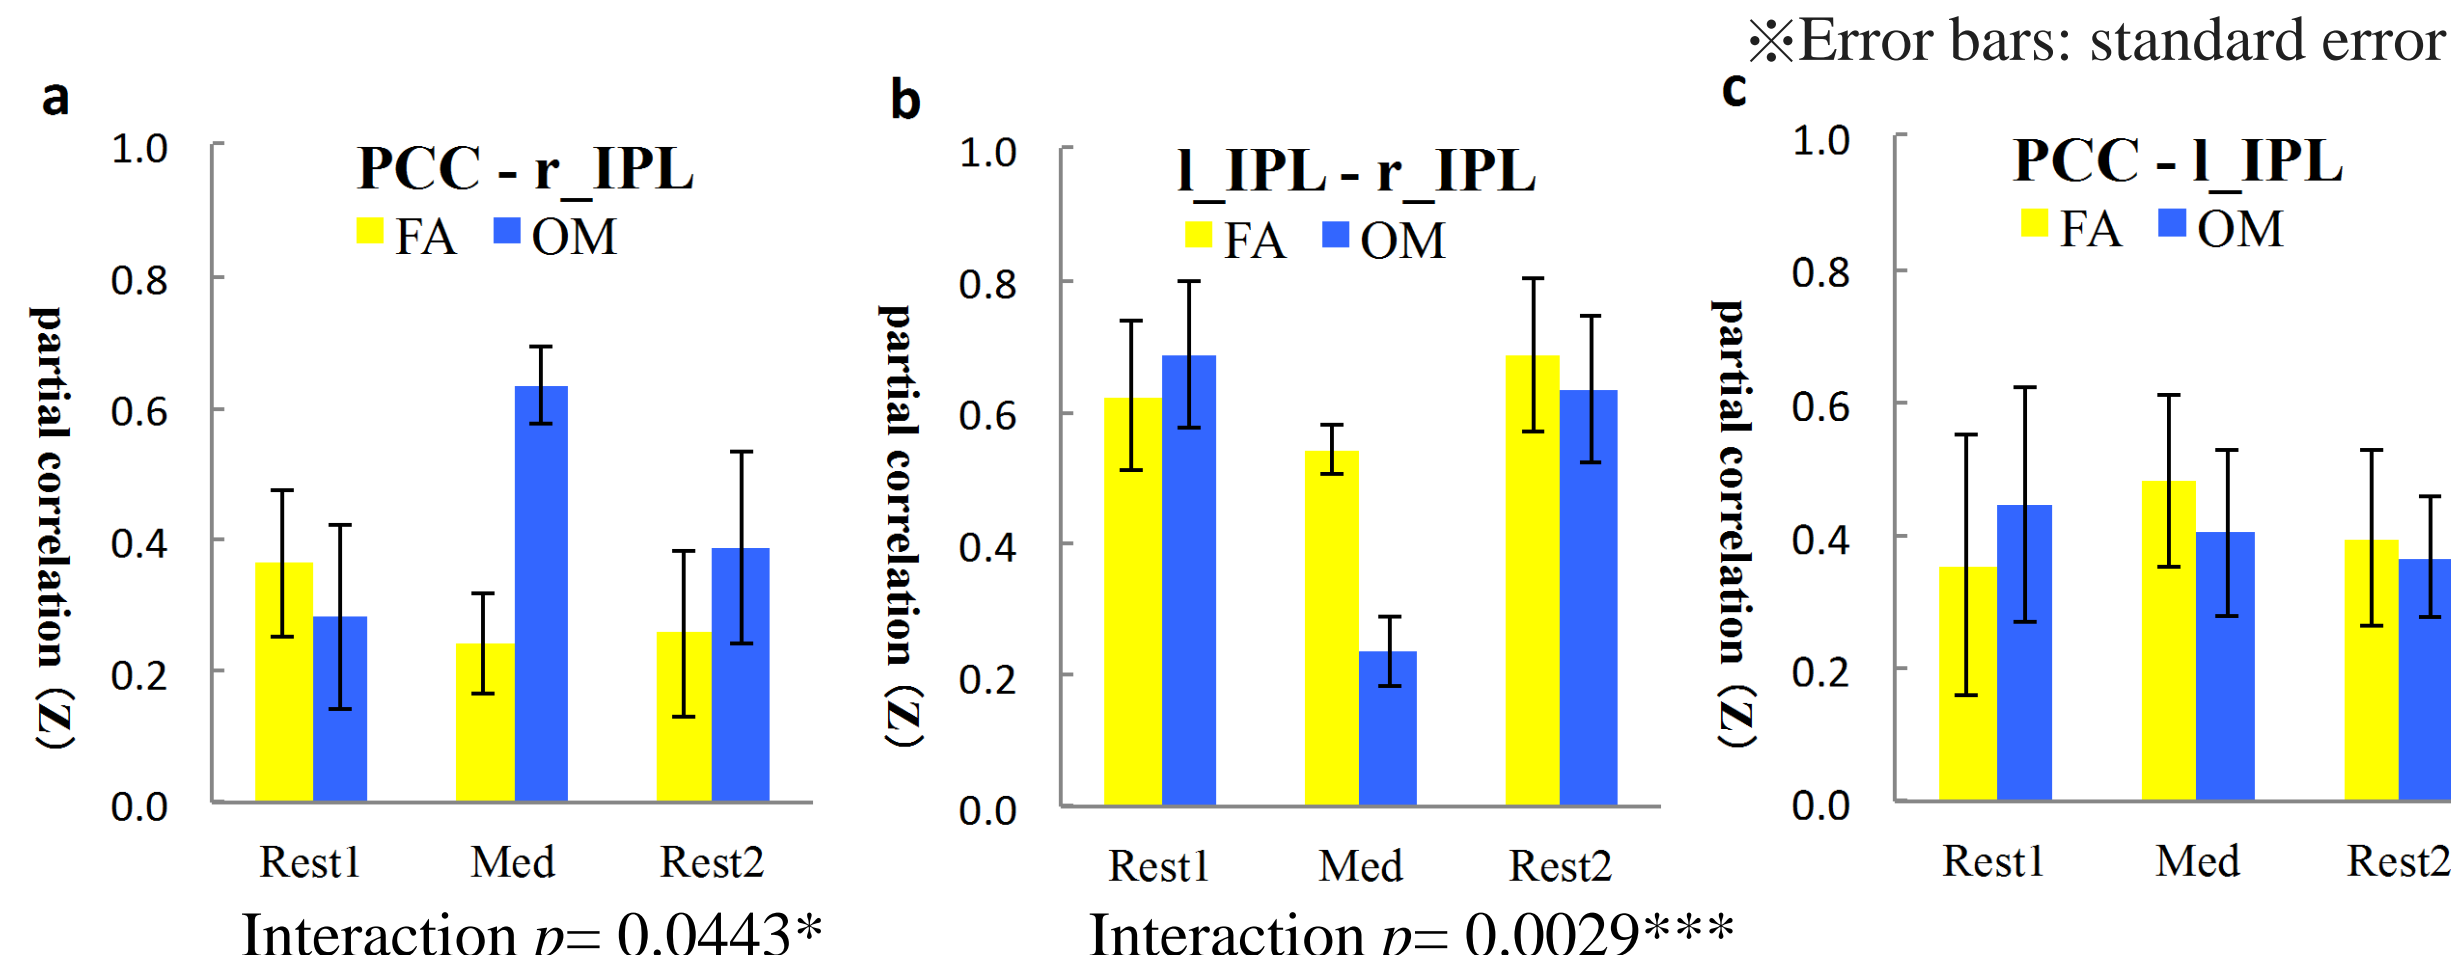 ※Error bars: standard error
a
PCC - r_IPL
FA OM
partial correlation (Z)
1.0
0.8
0.6
0.4
0.2
0.0
Rest1 Med Rest2
Interaction p= 0.0443*
b
l_IPL - r_IPL
FA OM
partial correlation (Z)
1.0
0.8
0.6
0.4
0.2
0.0
Rest1 Med Rest2
Interaction p= 0.0029***
c
PCC - l_IPL
FA OM
partial correlation (Z)
1.0
0.8
0.6
0.4
0.2
0.0
Rest1 Med Rest2